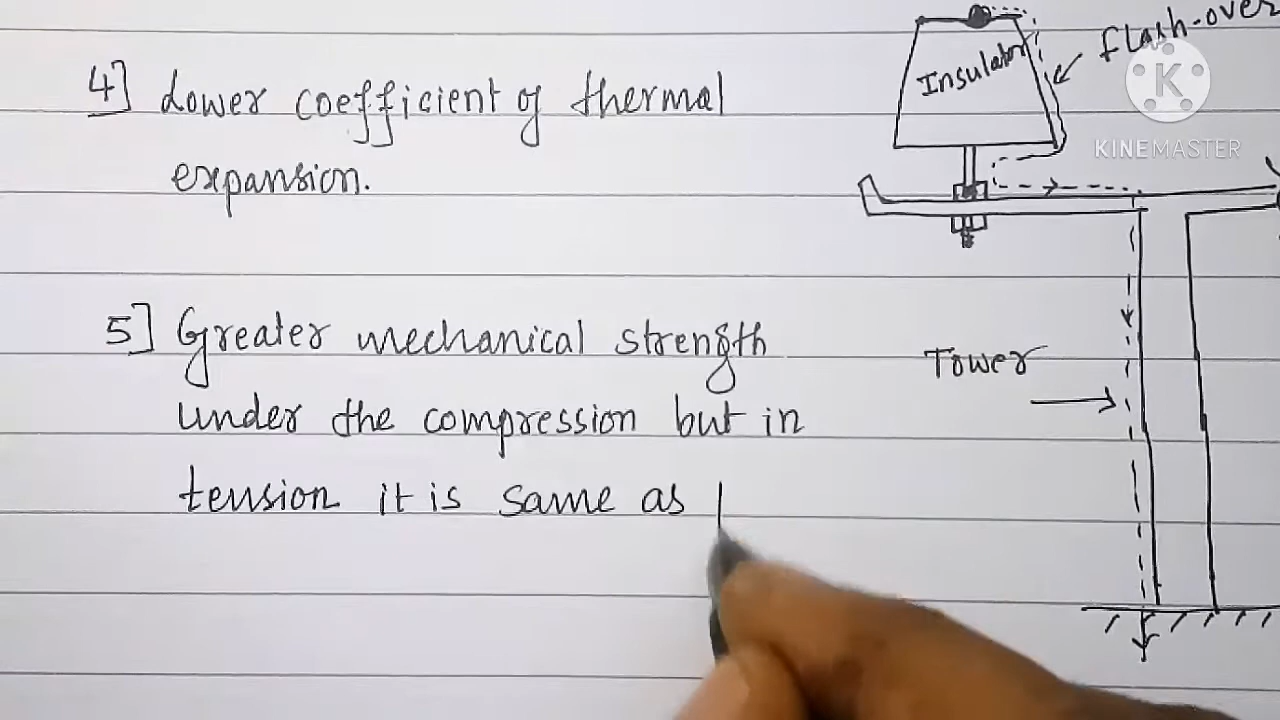 4] Lower coefficient of thermal
expansion.
5] Greater mechanical strength
under the compression but in
tension it is same as
Insulator
flash-over
K
KINEMASTER
Tower